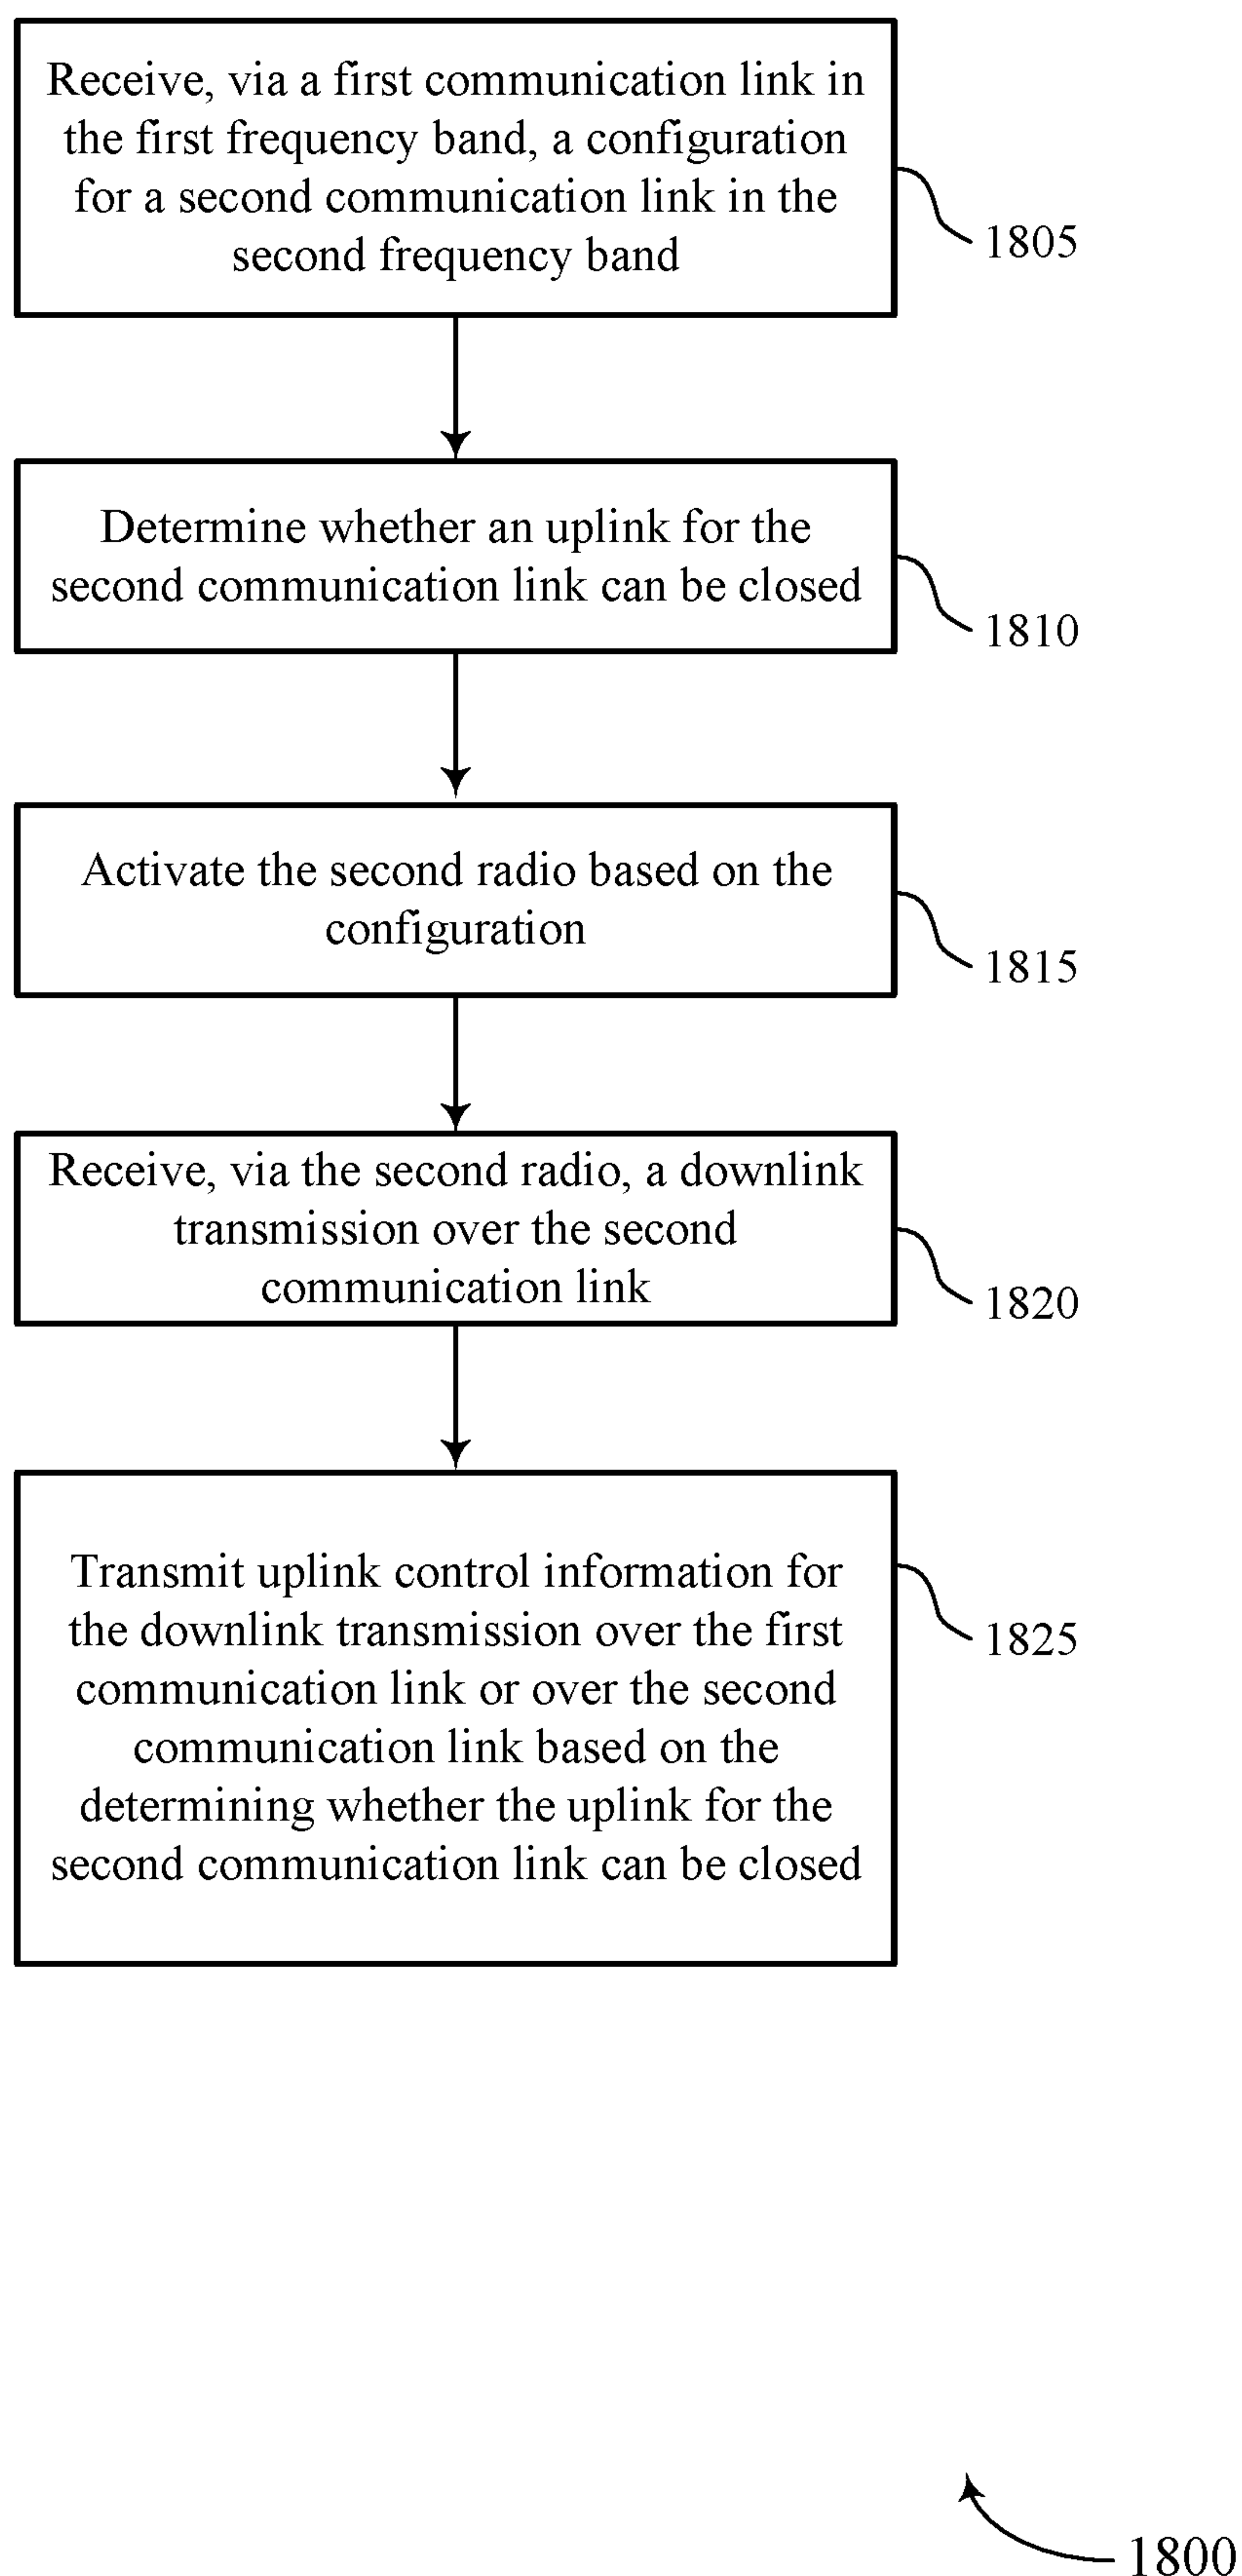 Receive, via a first communication link in
the first frequency band, a configuration
for a second communication link in the
second frequency band
1805
Determine whether an uplink for the
second communication link can be closed
1810
Activate the second radio based on the
configuration
1815
Receive, via the second radio, a downlink
transmission over the second
communication link
1820
Transmit uplink control information for
the downlink transmission over the first
communication link or over the second
communication link based on the
determining whether the uplink for the
second communication link can be closed
1825
1800